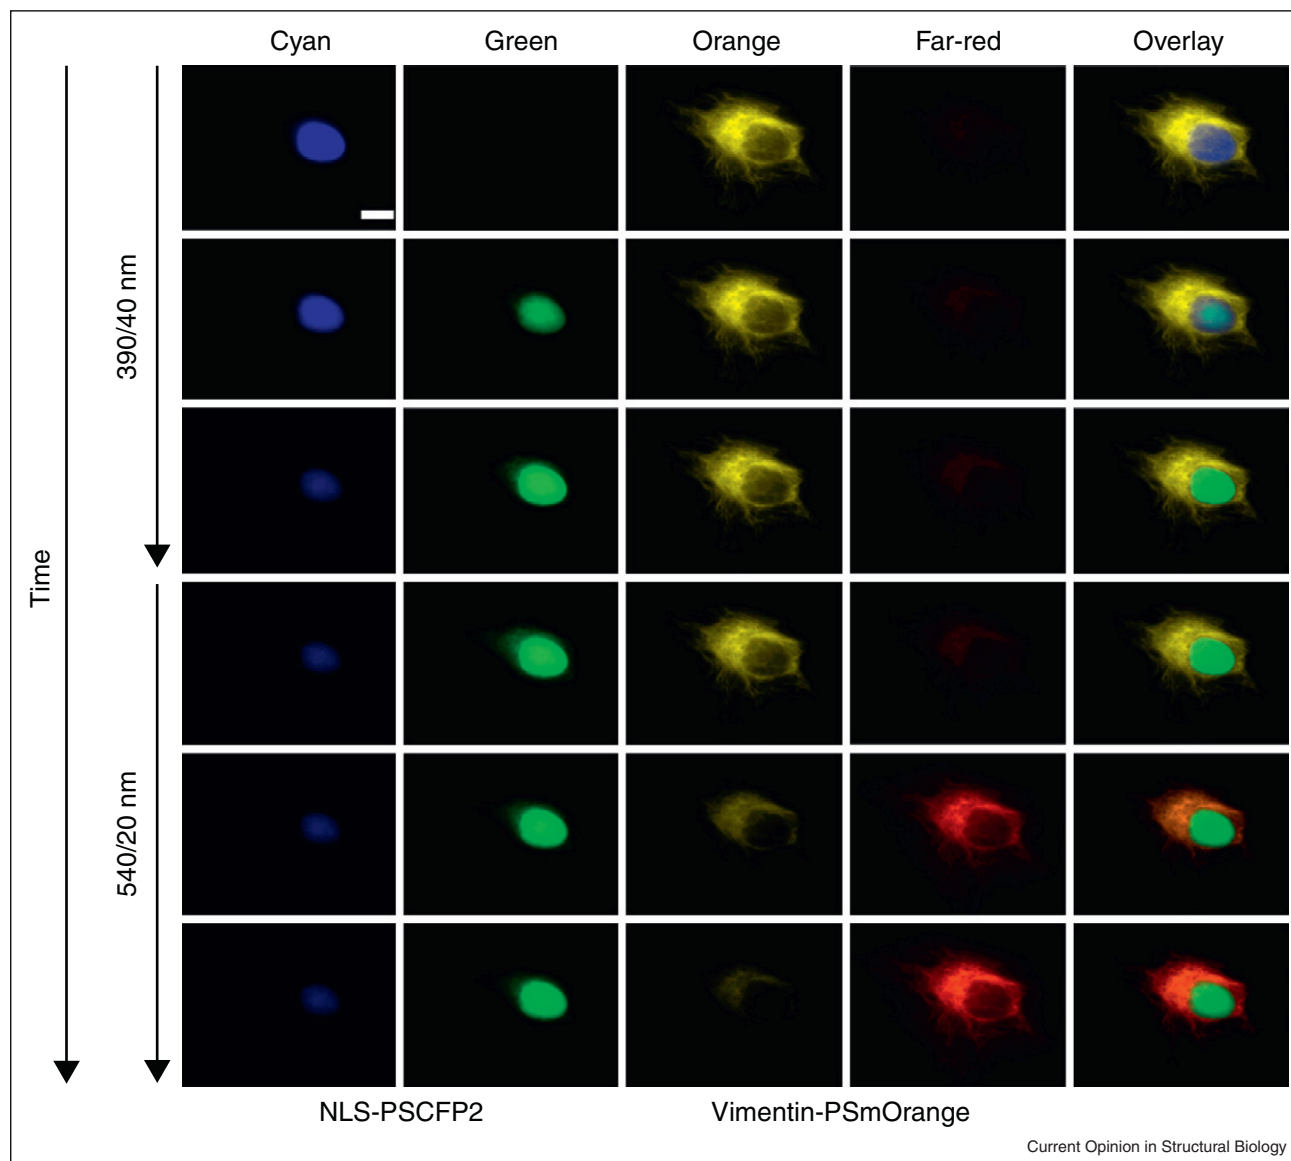 Cyan Green Orange Far-red Overlay
Time
390/40 nm
540/20 nm
NLS-PSCFP2 Vimentin-PSmOrange
Current Opinion in Structural Biology